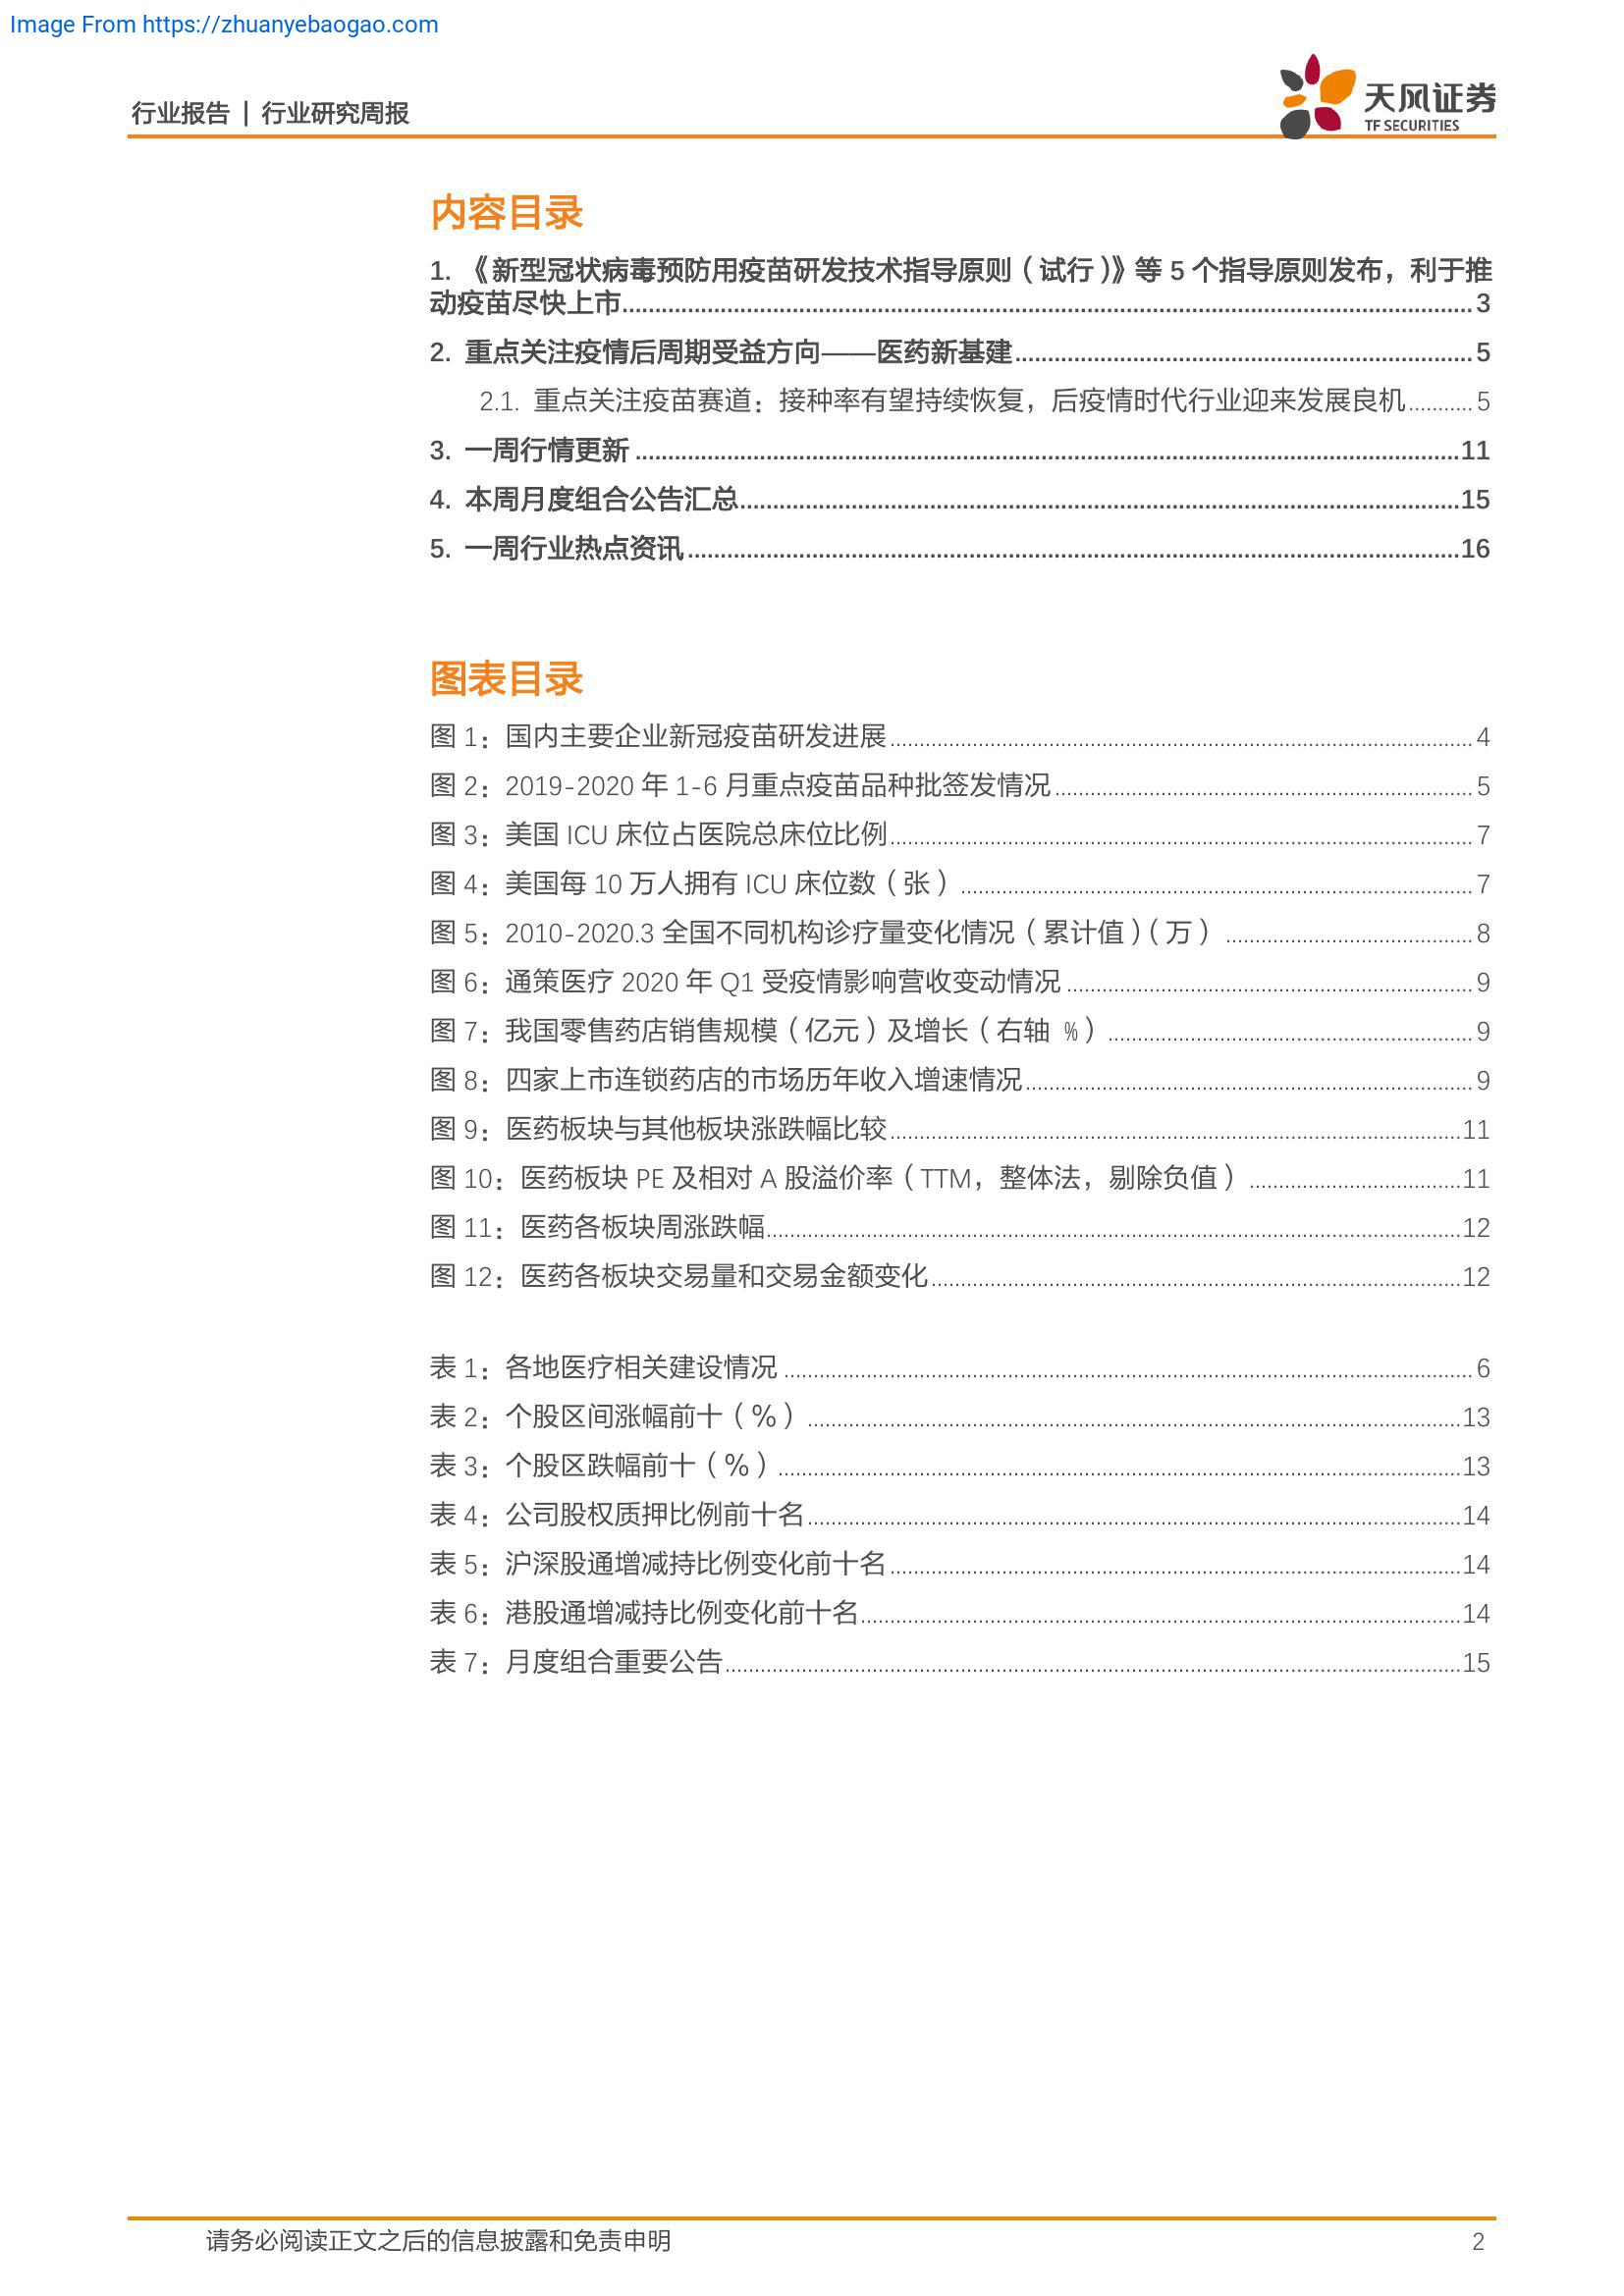 Image From https://zhuanyebaogao.com
行业报告 | 行业研究周报
天风证券
TF SECURITIES
内容目录
1. 《新型冠状病毒预防用疫苗研发技术指导原则（试行）》等 5 个指导原则发布，利于推
动疫苗尽快上市 3
2. 重点关注疫情后周期受益方向——医药新基建 5
2.1. 重点关注疫苗赛道：接种率有望持续恢复，后疫情时代行业迎来发展良机 5
3. 一周行情更新 11
4. 本周月度组合公告汇总 15
5. 一周行业热点资讯 16
图表目录
图 1：国内主要企业新冠疫苗研发进展 4
图 2：2019-2020 年 1-6 月重点疫苗品种批签发情况 5
图 3：美国 ICU 床位占医院总床位比例 7
图 4：美国每 10 万人拥有 ICU 床位数（张） 7
图 5：2010-2020.3 全国不同机构诊疗量变化情况（累计值）（万） 8
图 6：通策医疗 2020 年 Q1 受疫情影响营收变动情况 9
图 7：我国零售药店销售规模（亿元）及增长（右轴 %） 9
图 8：四家上市连锁药店的市场历年收入增速情况 9
图 9：医药板块与其他板块涨跌幅比较 11
图 10：医药板块 PE 及相对 A 股溢价率（TTM，整体法，剔除负值） 11
图 11：医药各板块周涨跌幅 12
图 12：医药各板块交易量和交易金额变化 12
表 1：各地医疗相关建设情况 6
表 2：个股区间涨幅前十（%） 13
表 3：个股区跌幅前十（%） 13
表 4：公司股权质押比例前十名 14
表 5：沪深股通增减持比例变化前十名 14
表 6：港股通增减持比例变化前十名 14
表 7：月度组合重要公告 15
请务必阅读正文之后的信息披露和免责申明 2